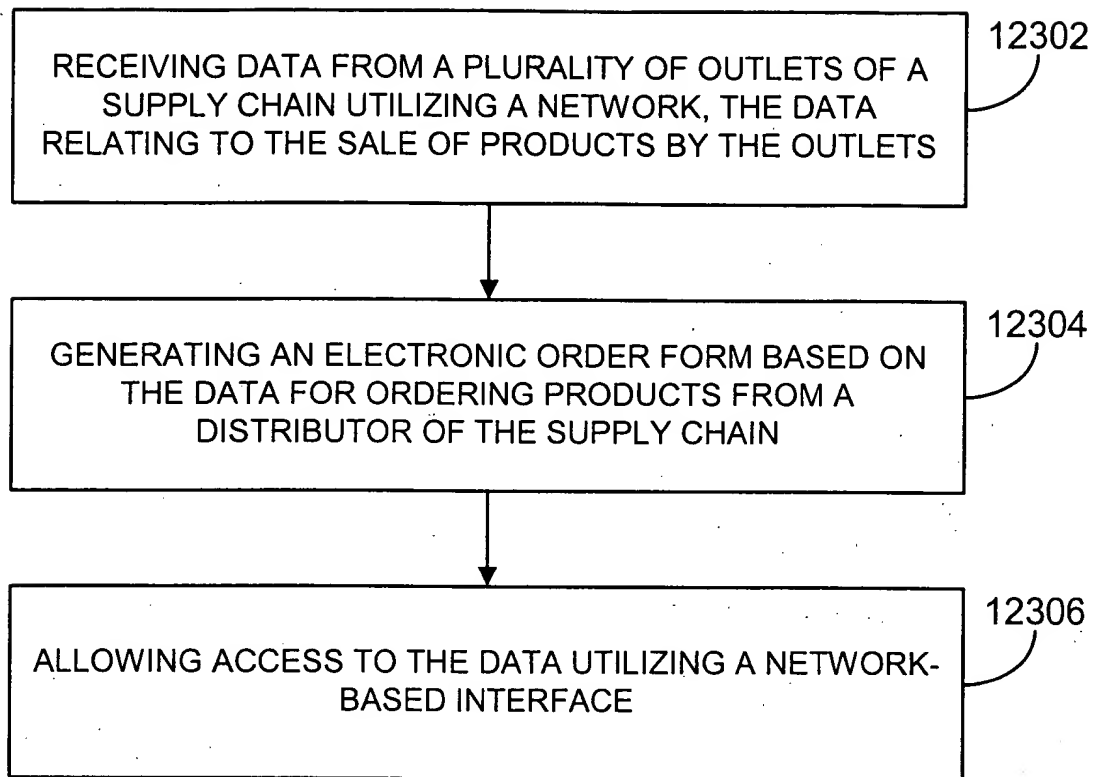 12302
RECEIVING DATA FROM A PLURALITY OF OUTLETS OF A
SUPPLY CHAIN UTILIZING A NETWORK, THE DATA
RELATING TO THE SALE OF PRODUCTS BY THE OUTLETS
12304
GENERATING AN ELECTRONIC ORDER FORM BASED ON
THE DATA FOR ORDERING PRODUCTS FROM A
DISTRIBUTOR OF THE SUPPLY CHAIN
12306
ALLOWING ACCESS TO THE DATA UTILIZING A NETWORK-
BASED INTERFACE